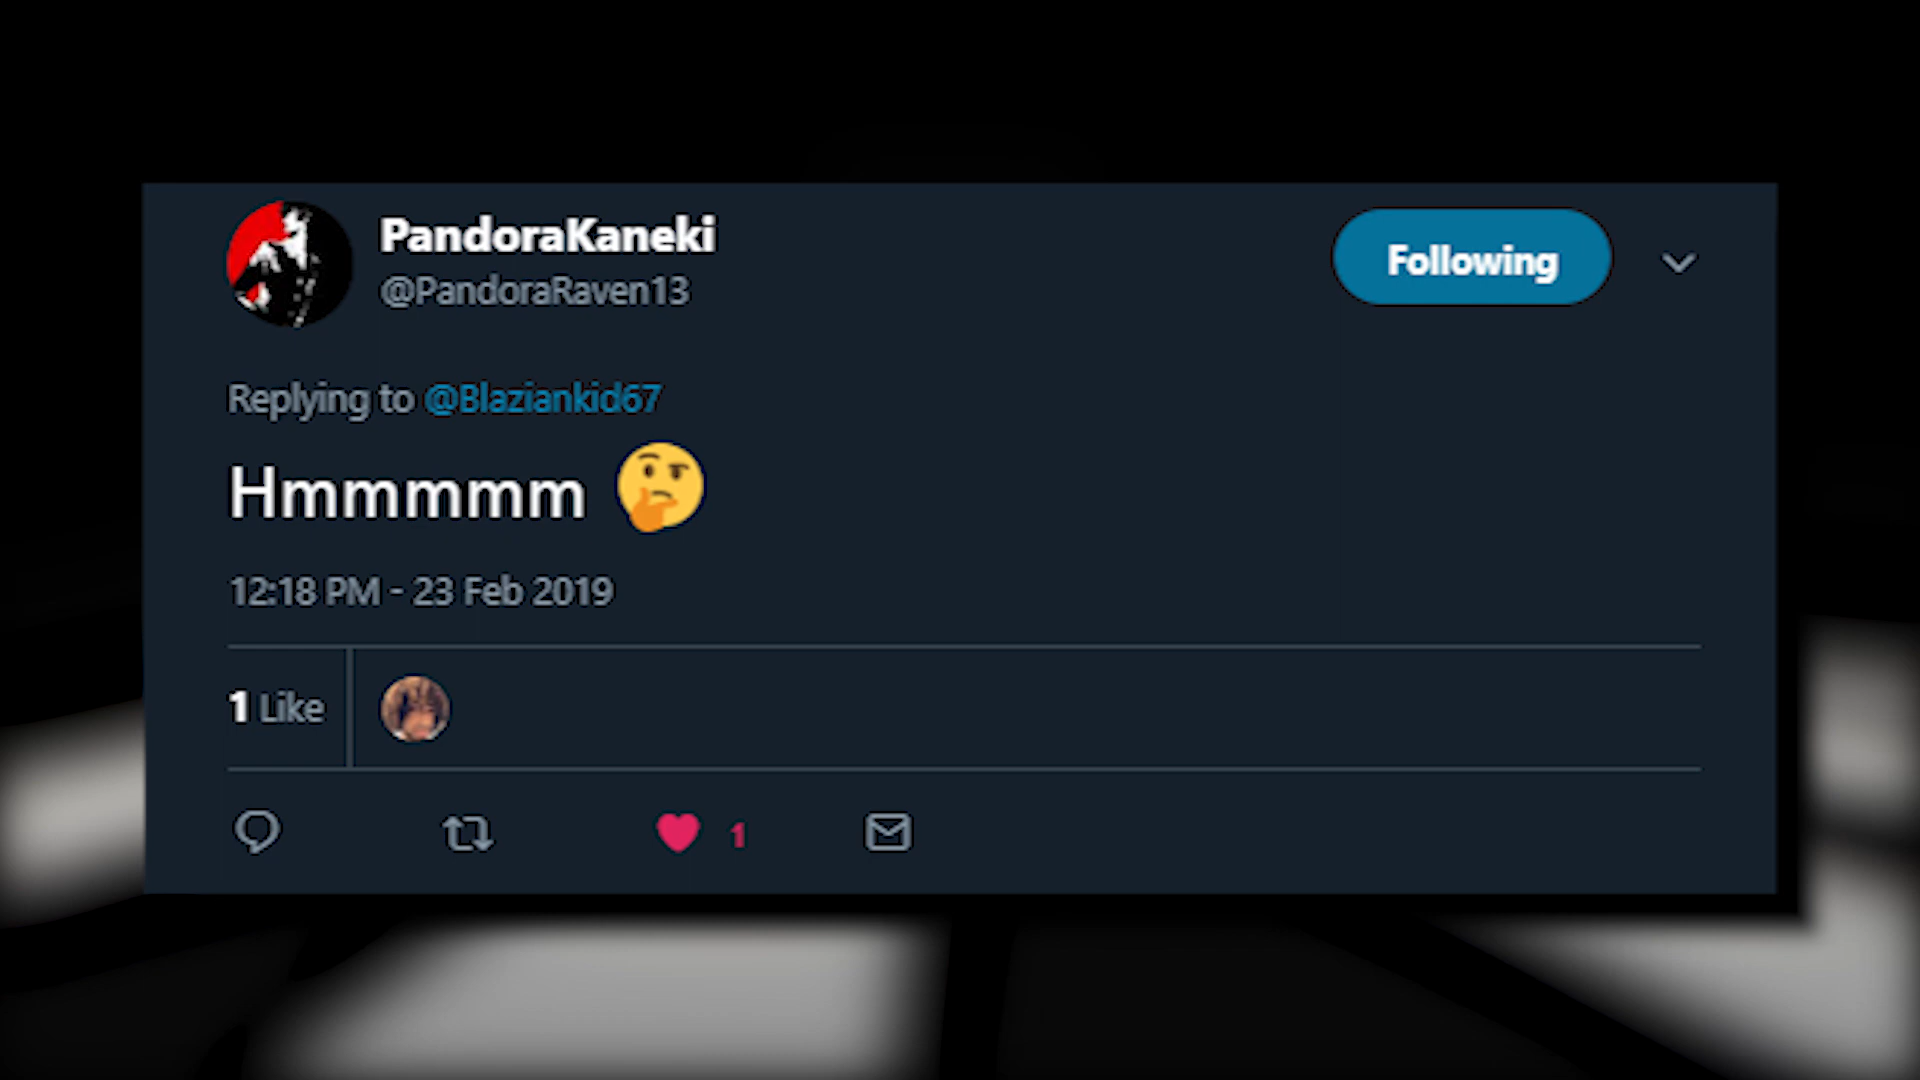 PandoraKaneki
@PandoraRaven13
Following
Replying to @Blaziankid67
Hmmmmm 🤔
12:18 PM - 23 Feb 2019
1 Like
1